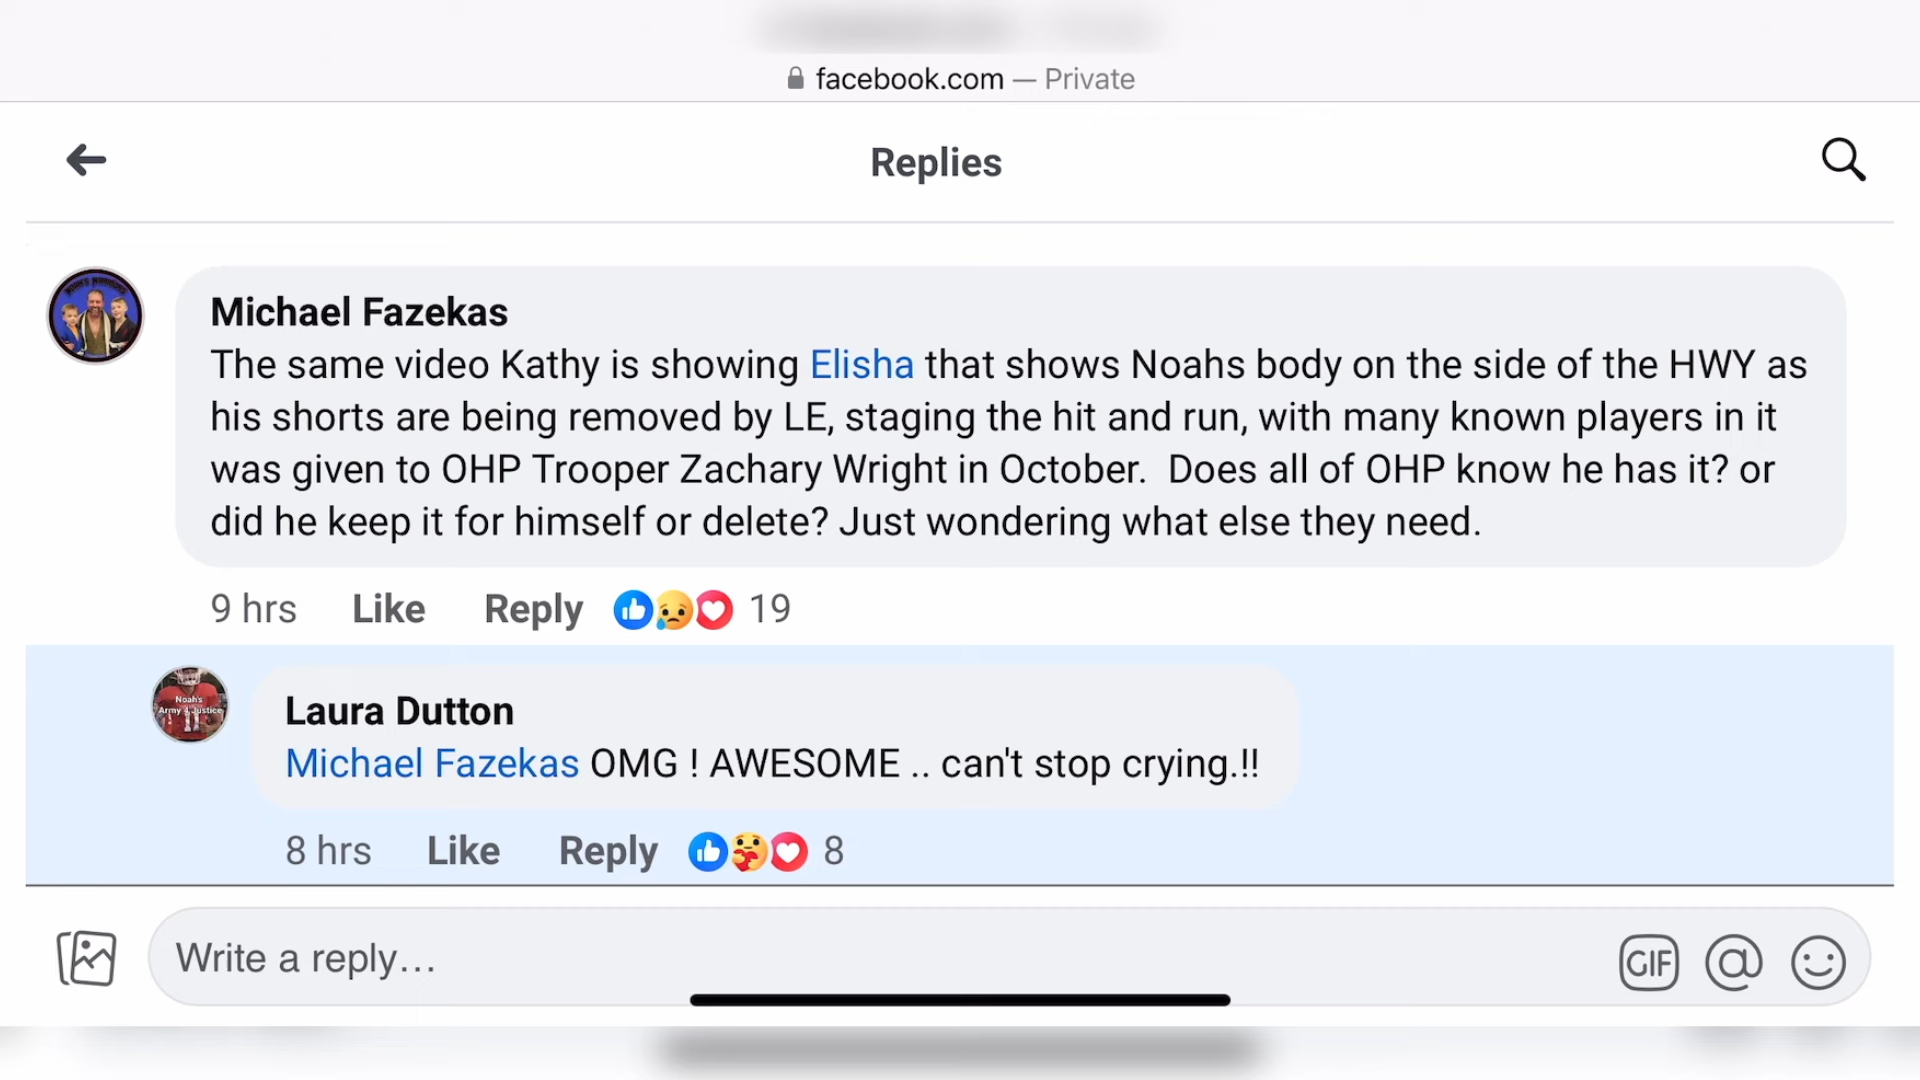 facebook.com — Private
Replies
Michael Fazekas
The same video Kathy is showing Elisha that shows Noahs body on the side of the HWY as
his shorts are being removed by LE, staging the hit and run, with many known players in it
was given to OHP Trooper Zachary Wright in October.  Does all of OHP know he has it? or
did he keep it for himself or delete? Just wondering what else they need.
9 hrs Like Reply 19
Noah's
Army 4 Justice
11
Laura Dutton
Michael Fazekas OMG ! AWESOME .. can't stop crying.!!
8 hrs Like Reply 8
Write a reply…
GIF @